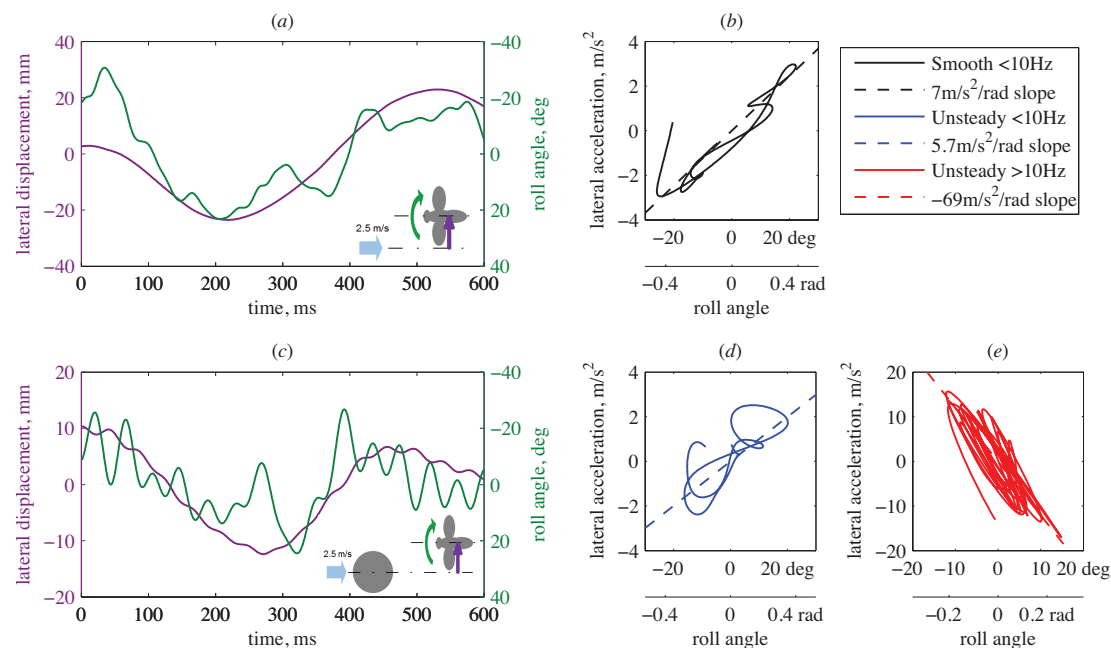 (a)
40
20
0
−20
−40
lateral displacement, mm
−40
−20
0
20
40
roll angle, deg
2.5 m/s
0 100 200 300 400 500 600
time, ms
(b)
lateral acceleration, m/s²
4
2
0
−2
−4
−20 0 20 deg
−0.4 0 0.4 rad
roll angle
Smooth <10Hz
7m/s²/rad slope
Unsteady <10Hz
5.7m/s²/rad slope
Unsteady >10Hz
−69m/s²/rad slope
(c)
20
10
0
−10
−20
lateral displacement, mm
−40
−20
0
20
40
roll angle, deg
2.5 m/s
0 100 200 300 400 500 600
time, ms
(d)
lateral acceleration, m/s²
4
2
0
−2
−4
−20 0 20 deg
−0.4 0 0.4 rad
roll angle
(e)
lateral acceleration, m/s²
20
10
0
−10
−20
−20 −10 0 10 20 deg
−0.2 0 0.2 rad
roll angle